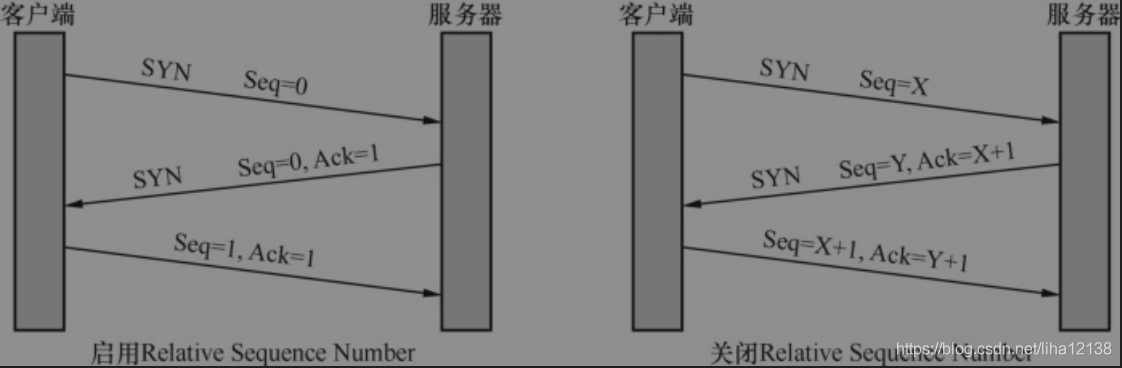 客户端
服务器
SYN Seq=0
SYN Seq=0, Ack=1
Seq=1, Ack=1
启用Relative Sequence Number
客户端
服务器
SYN Seq=X
SYN Seq=Y, Ack=X+1
Seq=X+1, Ack=Y+1
关闭Relative Sequence Number
https://blog.csdn.net/liha12138